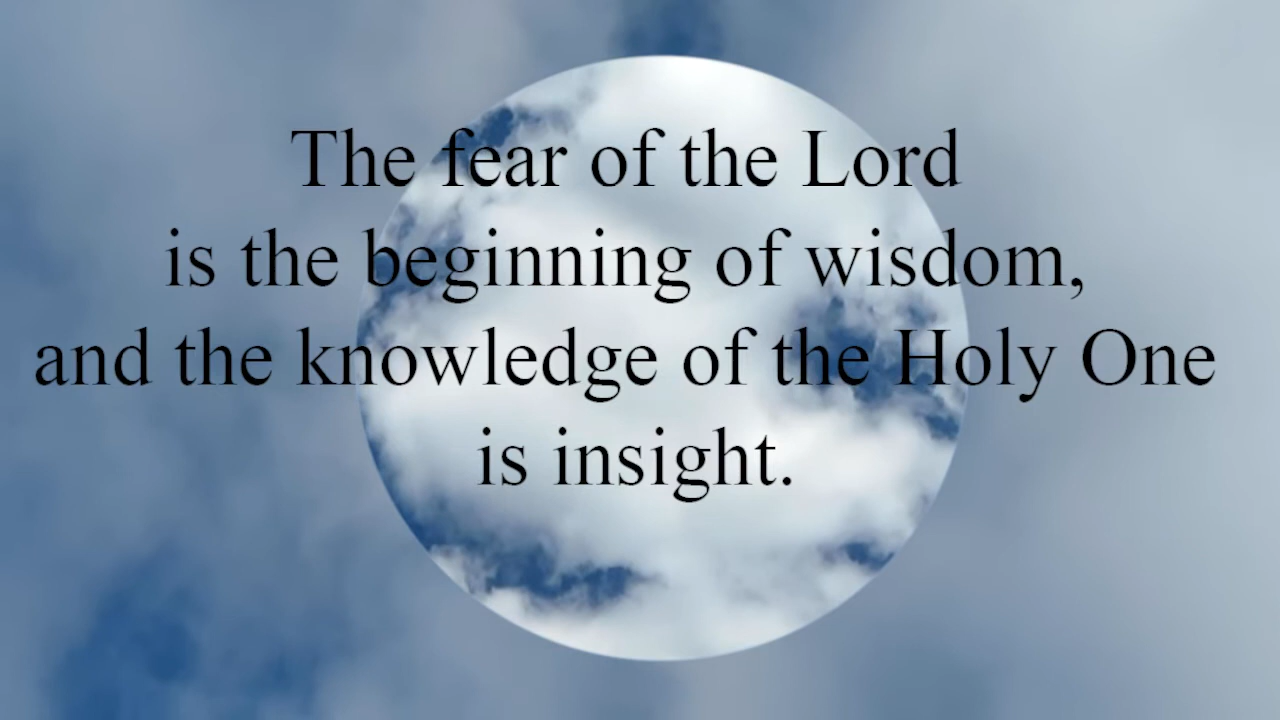 The fear of the Lord
is the beginning of wisdom,
and the knowledge of the Holy One
is insight.